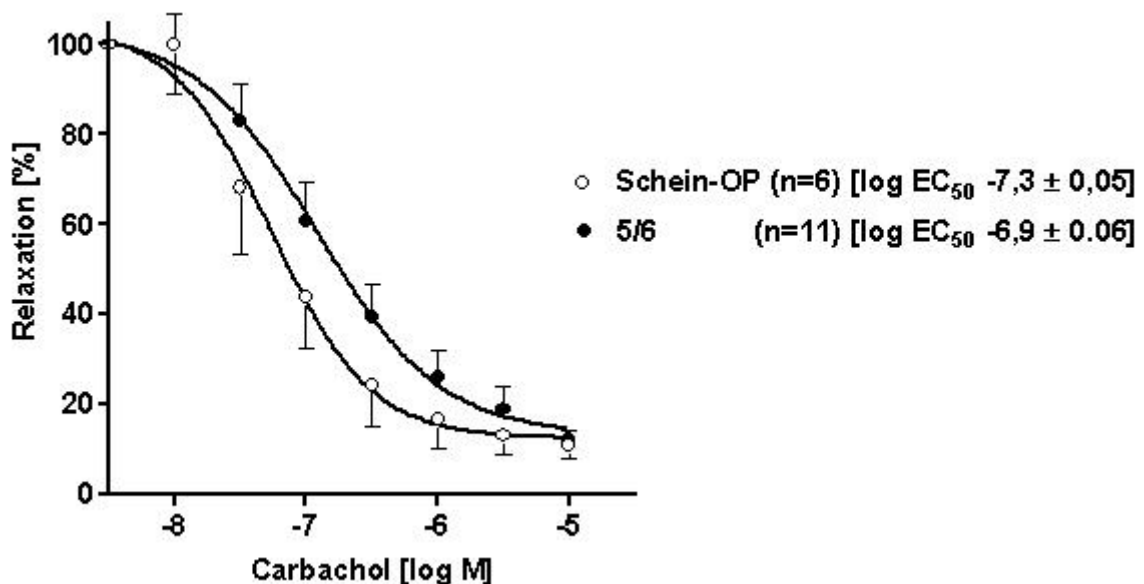 100
80
60
40
20
0
Relaxation [%]
-8 -7 -6 -5
Carbachol [log M]
Schein-OP (n=6) [log EC₅₀ -7,3 ± 0,05]
5/6 (n=11) [log EC₅₀ -6,9 ± 0.06]